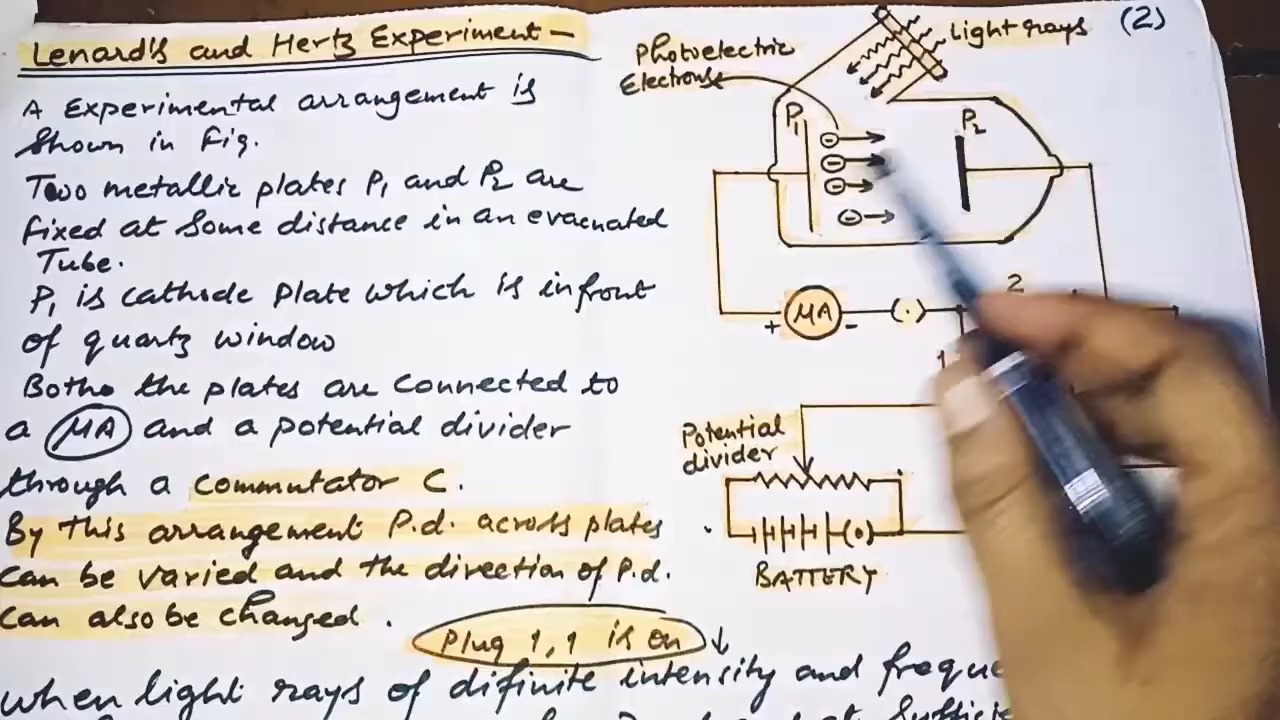 Lenard's and Hertz Experiment -
A Experimental arrangement is
Shown in Fig.
Two metallic plates P1 and P2 are
fixed at some distance in an evacuated
Tube.
P1 is cathode plate which is infront
of quartz window
Botho the plates are connected to
a MA and a potential divider
through a commutator C.
By this arrangement P.d. across plates
can be varied and the direction of P.d.
can also be changed.
Plug 1,1 is on ↓
when light rays of difinite intensity and
(2)
Light rays
Photoelectric
P1
P2
2
+ MA -
1
Potential
divider
BATTERY